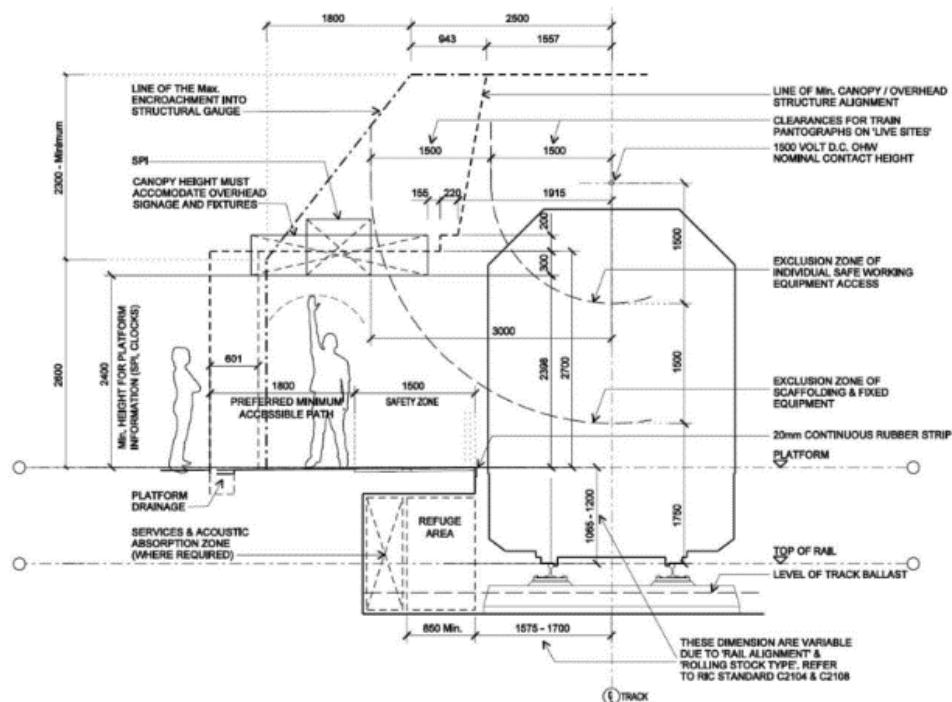 1800
2500
943
1557
LINE OF THE Max.
ENCROACHMENT INTO
STRUCTURAL GAUGE
LINE OF Min. CANOPY / OVERHEAD
STRUCTURE ALIGNMENT
CLEARANCES FOR TRAIN
PANTOGRAPHS ON 'LIVE SITES'
1500
1500
1500 VOLT D.C. OHW
NOMINAL CONTACT HEIGHT
2300 - Minimum
SPI
CANOPY HEIGHT MUST
ACCOMODATE OVERHEAD
SIGNAGE AND FIXTURES
155
220
1915
200
300
1500
EXCLUSION ZONE OF
INDIVIDUAL SAFE WORKING
EQUIPMENT ACCESS
3000
2600
2400
Min. HEIGHT FOR PLATFORM
INFORMATION (SPI, CLOCKS)
601
1800
1500
PREFERRED MINIMUM
ACCESSIBLE PATH
SAFETY ZONE
2398
2700
1500
EXCLUSION ZONE OF
SCAFFOLDING & FIXED
EQUIPMENT
20mm CONTINUOUS RUBBER STRIP
PLATFORM
PLATFORM
DRAINAGE
REFUGE
AREA
1065 - 1200
1750
SERVICES & ACOUSTIC
ABSORPTION ZONE
(WHERE REQUIRED)
TOP OF RAIL
LEVEL OF TRACK BALLAST
850 Min.
1575 - 1700
THESE DIMENSION ARE VARIABLE
DUE TO 'RAIL ALIGNMENT' &
'ROLLING STOCK TYPE'. REFER
TO RIC STANDARD C2104 & C2108
TRACK